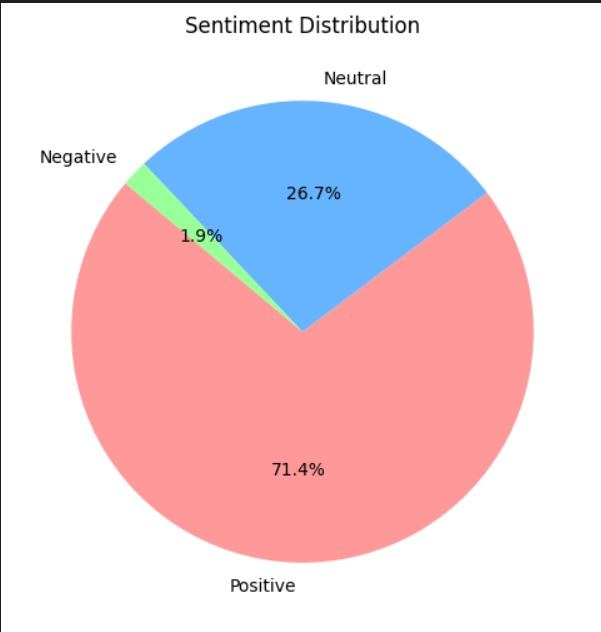 Sentiment Distribution
Neutral
Negative
26.7%
1.9%
71.4%
Positive